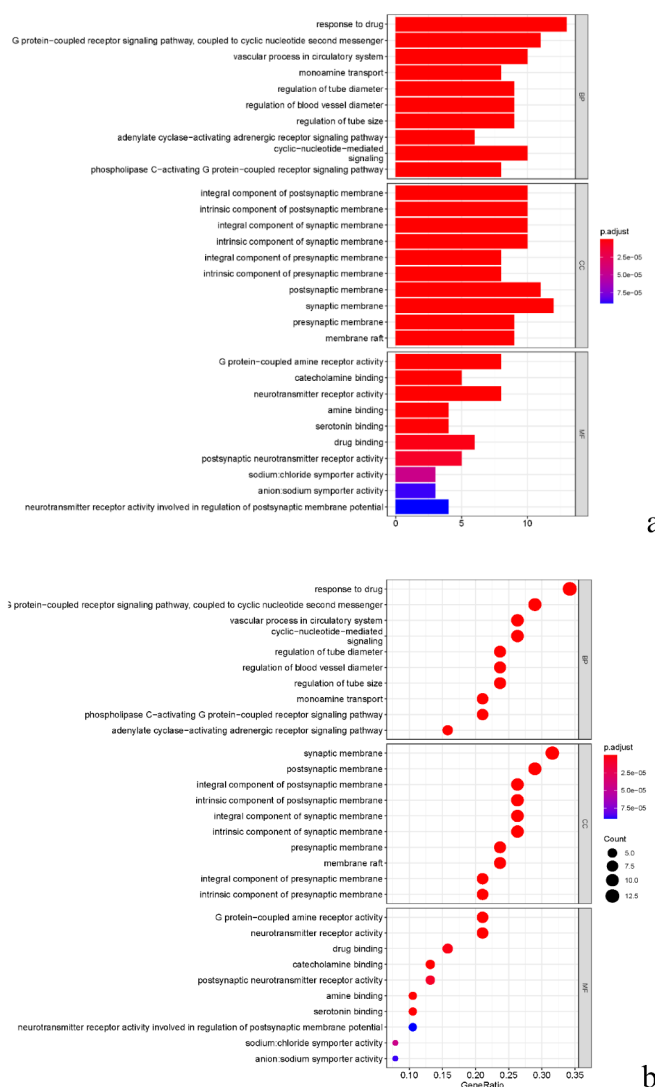 response to drug
G protein−coupled receptor signaling pathway, coupled to cyclic nucleotide second messenger
vascular process in circulatory system
monoamine transport
regulation of tube diameter
regulation of blood vessel diameter
regulation of tube size
adenylate cyclase−activating adrenergic receptor signaling pathway
cyclic−nucleotide−mediated
signaling
phospholipase C−activating G protein−coupled receptor signaling pathway
BP
integral component of postsynaptic membrane
intrinsic component of postsynaptic membrane
integral component of synaptic membrane
intrinsic component of synaptic membrane
integral component of presynaptic membrane
intrinsic component of presynaptic membrane
postsynaptic membrane
synaptic membrane
presynaptic membrane
membrane raft
CC
p.adjust
2.5e−05
5.0e−05
7.5e−05
G protein−coupled amine receptor activity
catecholamine binding
neurotransmitter receptor activity
amine binding
serotonin binding
drug binding
postsynaptic neurotransmitter receptor activity
sodium:chloride symporter activity
anion:sodium symporter activity
neurotransmitter receptor activity involved in regulation of postsynaptic membrane potential
MF
0 5 10
a
response to drug
G protein−coupled receptor signaling pathway, coupled to cyclic nucleotide second messenger
vascular process in circulatory system
cyclic−nucleotide−mediated
signaling
regulation of tube diameter
regulation of blood vessel diameter
regulation of tube size
monoamine transport
phospholipase C−activating G protein−coupled receptor signaling pathway
adenylate cyclase−activating adrenergic receptor signaling pathway
BP
synaptic membrane
postsynaptic membrane
integral component of postsynaptic membrane
intrinsic component of postsynaptic membrane
integral component of synaptic membrane
intrinsic component of synaptic membrane
presynaptic membrane
membrane raft
integral component of presynaptic membrane
intrinsic component of presynaptic membrane
CC
p.adjust
2.5e−05
5.0e−05
7.5e−05
Count
5.0
7.5
10.0
12.5
G protein−coupled amine receptor activity
neurotransmitter receptor activity
drug binding
catecholamine binding
postsynaptic neurotransmitter receptor activity
amine binding
serotonin binding
neurotransmitter receptor activity involved in regulation of postsynaptic membrane potential
sodium:chloride symporter activity
anion:sodium symporter activity
MF
0.10 0.15 0.20 0.25 0.30 0.35
GeneRatio
b